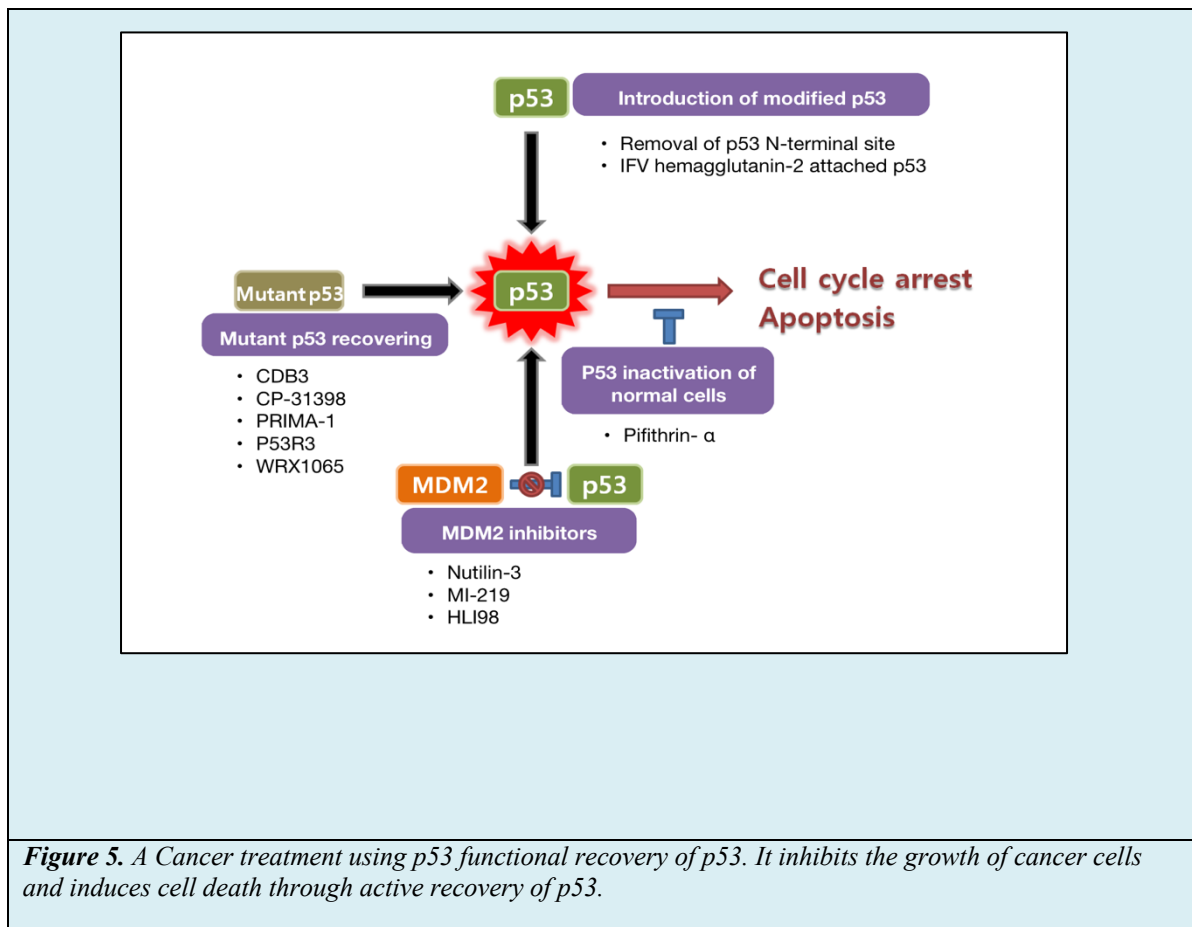 p53
Introduction of modified p53
• Removal of p53 N-terminal site
• IFV hemagglutanin-2 attached p53
Mutant p53
p53
Cell cycle arrest
Apoptosis
Mutant p53 recovering
• CDB3
• CP-31398
• PRIMA-1
• P53R3
• WRX1065
P53 inactivation of
normal cells
• Pifithrin- α
MDM2
p53
MDM2 inhibitors
• Nutilin-3
• MI-219
• HLI98
Figure 5. A Cancer treatment using p53 functional recovery of p53. It inhibits the growth of cancer cells
and induces cell death through active recovery of p53.